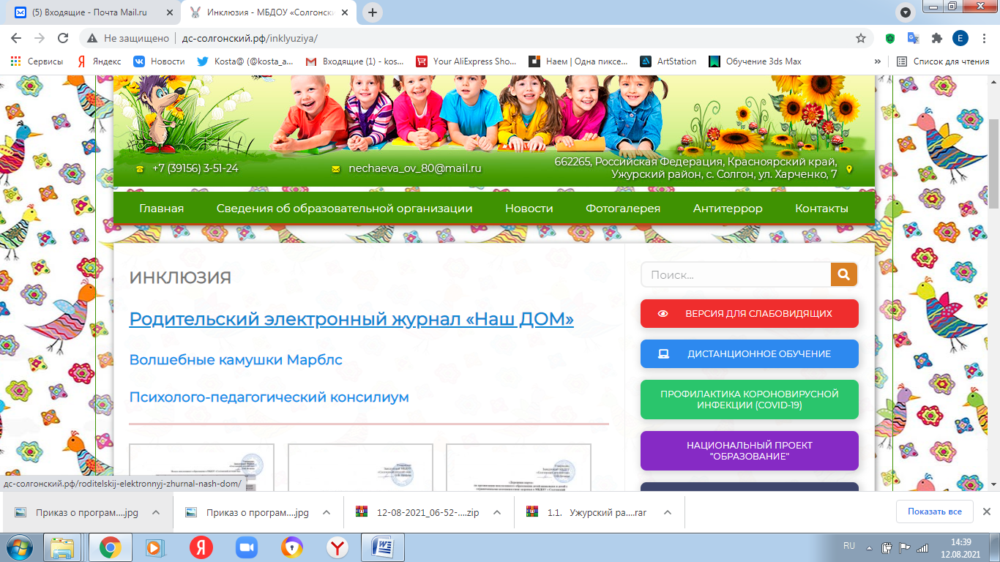 (5) Входящие - Почта Mail.ru
Инклюзия - МБДОУ «Солгонски
Не защищено
дс-солгонский.рф/inklyuziya/
Сервисы
Яндекс
Новости
Kosta@ (@kosta_a...
Входящие (1) - kos...
Your AliExpress Sho...
Наем | Одна пиксе...
ArtStation
Обучение 3ds Max
»
Список для чтения
+7 (39156) 3-51-24
nechaeva_ov_80@mail.ru
662265, Российская Федерация, Красноярский край,
Ужурский район, с. Солгон, ул. Харченко, 7
Главная
Сведения об образовательной организации
Новости
Фотогалерея
Антитеррор
Контакты
ИНКЛЮЗИЯ
Родительский электронный журнал «Наш ДОМ»
Волшебные камушки Марблс
Психолого-педагогический консилиум
Поиск...
ВЕРСИЯ ДЛЯ СЛАБОВИДЯЩИХ
ДИСТАНЦИОННОЕ ОБУЧЕНИЕ
ПРОФИЛАКТИКА КОРОНОВИРУСНОЙ
ИНФЕКЦИИ (COVID-19)
НАЦИОНАЛЬНЫЙ ПРОЕКТ
"ОБРАЗОВАНИЕ"
дс-солгонский.рф/roditelskij-elektronnyj-zhurnal-nash-dom/
Приказ о програм....jpg
Приказ о програм....jpg
12-08-2021_06-52-....zip
1.1. Ужурский ра....rar
Показать все
RU
14:39
12.08.2021